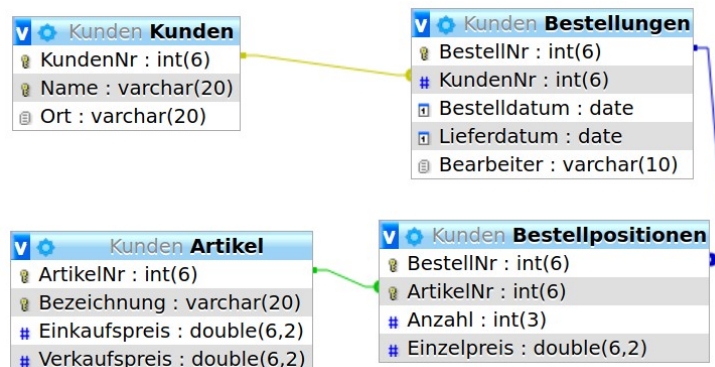 Kunden Kunden
KundenNr : int(6)
Name : varchar(20)
Ort : varchar(20)
Kunden Bestellungen
BestellNr : int(6)
# KundenNr : int(6)
Bestelldatum : date
Lieferdatum : date
Bearbeiter : varchar(10)
Kunden Artikel
ArtikelNr : int(6)
Bezeichnung : varchar(20)
# Einkaufspreis : double(6,2)
# Verkaufspreis : double(6,2)
Kunden Bestellpositionen
BestellNr : int(6)
ArtikelNr : int(6)
# Anzahl : int(3)
# Einzelpreis : double(6,2)